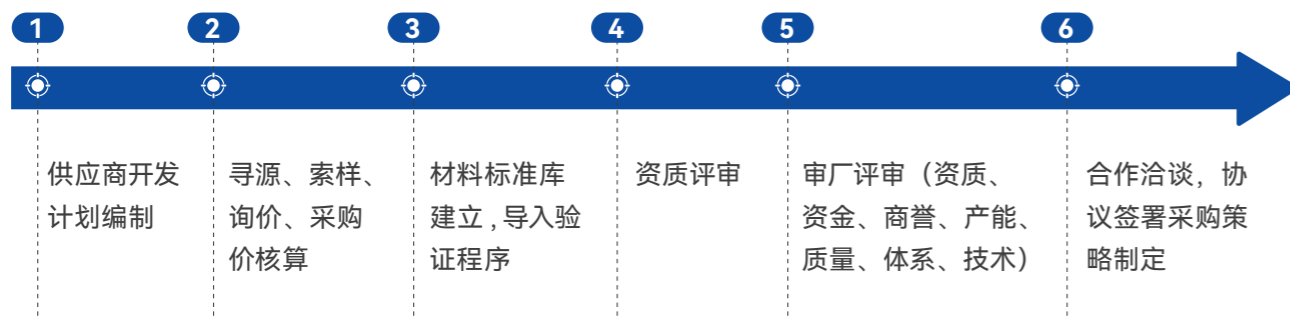 1
2
3
4
5
6
供应商开发
计划编制
寻源、索样、
询价、采购
价核算
材料标准库
建立,导入验
证程序
资质评审
审厂评审（资质、
资金、商誉、产能、
质量、体系、技术）
合作洽谈，协
议签署采购策
略制定